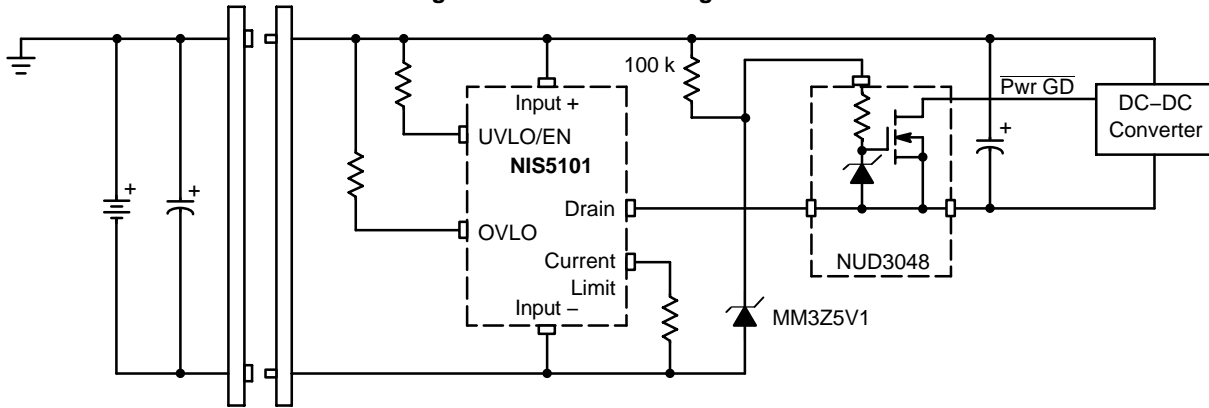 100 k
Pwr GD
DC−DC
Converter
+
+
+
Input +
UVLO/EN
NIS5101
Drain
OVLO
Current
Limit
Input −
NUD3048
MM3Z5V1